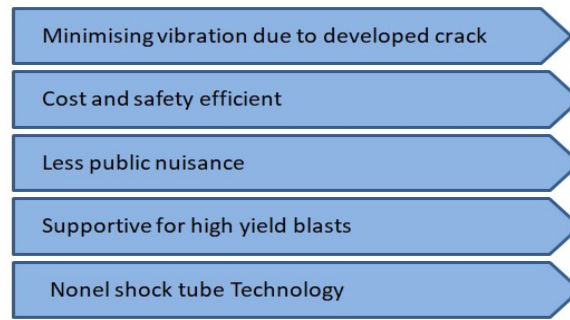 Minimising vibration due to developed crack
Cost and safety efficient
Less public nuisance
Supportive for high yield blasts
Nonel shock tube Technology